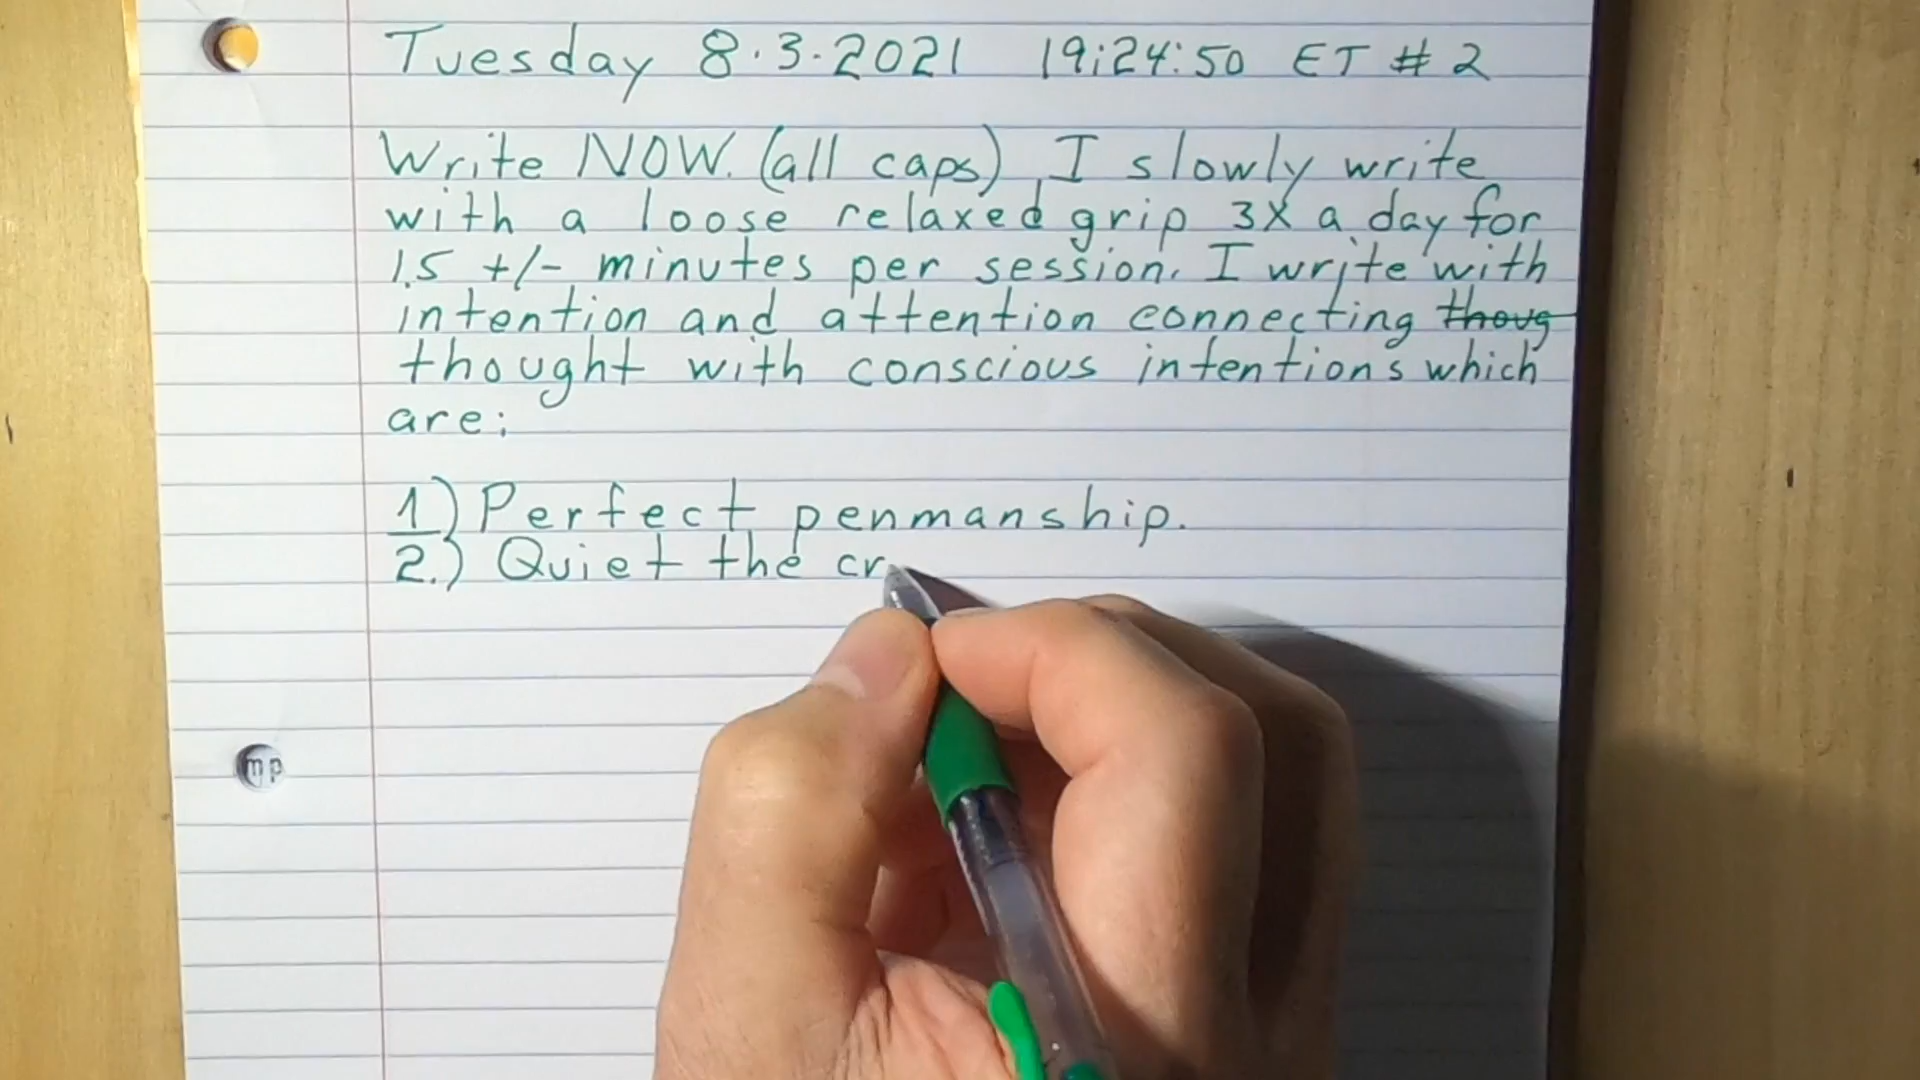 Tuesday 8.3.2021 19:24:50 ET # 2
Write NOW. (all caps) I slowly write
with a loose relaxed grip 3X a day for
15 +/- minutes per session. I write with
intention and attention connecting thoug
thought with conscious intentions which
are:
1) Perfect penmanship.
2.) Quiet the cr
mp